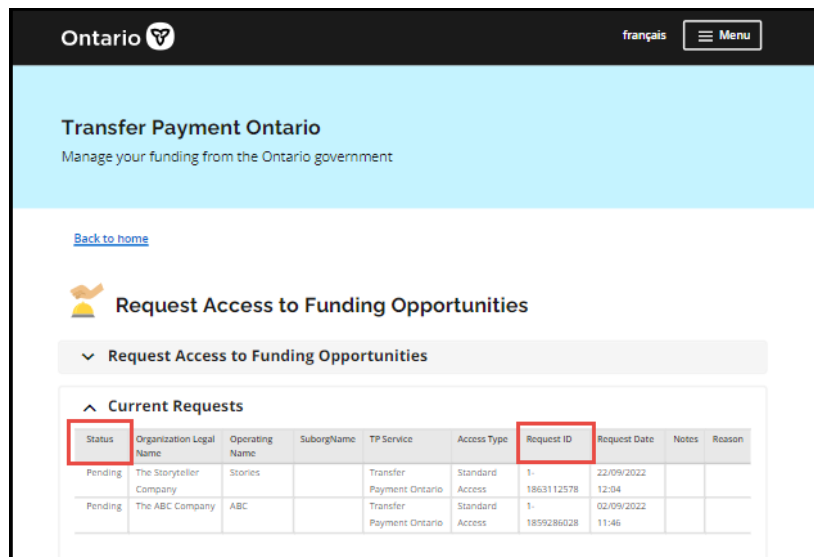 Ontario
français
Menu
Transfer Payment Ontario
Manage your funding from the Ontario government
Back to home
Request Access to Funding Opportunities
Request Access to Funding Opportunities
Current Requests
Status Organization Legal Operating SuborgName TP Service Access Type Request ID Request Date Notes Reason
Name Name
Pending The Storyteller Stories Transfer Standard 1- 22/09/2022
Company Payment Ontario Access 1863112578 12:04
Pending The ABC Company ABC Transfer Standard 1- 02/09/2022
Payment Ontario Access 1859286028 11:46